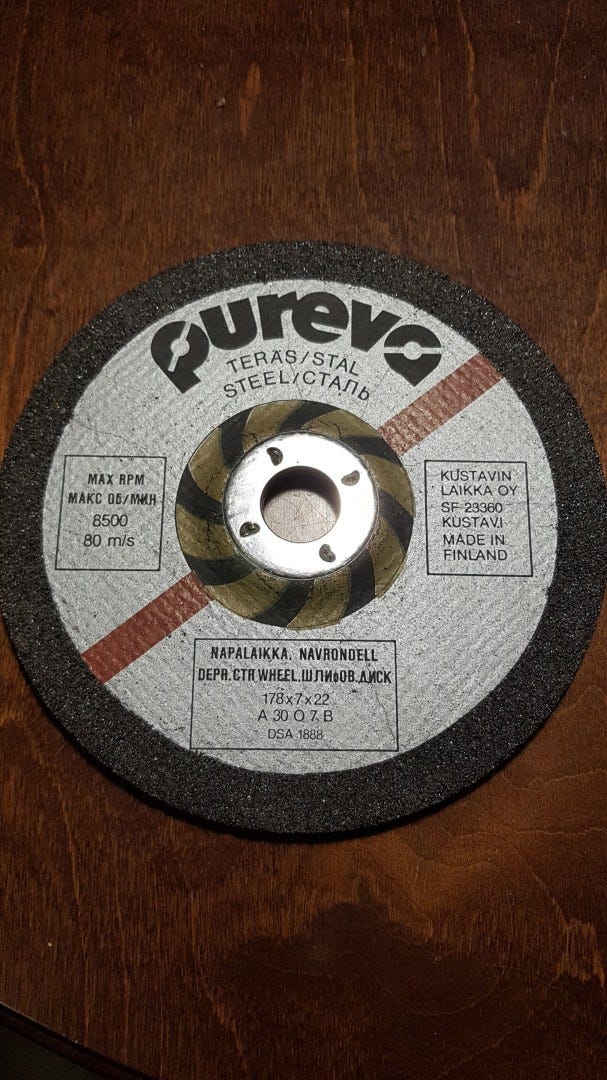 pureva
TERÄS/STÅL
STEEL/СТАЛЬ
MAX RPM
МАКС ОБ/МИН
8500
80 m/s
KUSTAVIN
LAIKKA OY
SF 23360
KUSTAVI
MADE IN
FINLAND
NAPALAIKKA, NAVRONDELL
DEPR.CTR WHEEL.ШЛИФОВ.ДИСК
178x7x22
A 30 O 7 B
DSA 1888